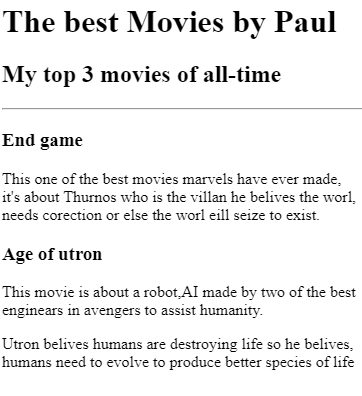 The best Movies by Paul
My top 3 movies of all-time
End game
This one of the best movies marvels have ever made,
it's about Thurnos who is the villan he belives the worl,
needs corection or else the worl eill seize to exist.
Age of utron
This movie is about a robot,AI made by two of the best
enginears in avengers to assist humanity.
Utron belives humans are destroying life so he belives,
humans need to evolve to produce better species of life